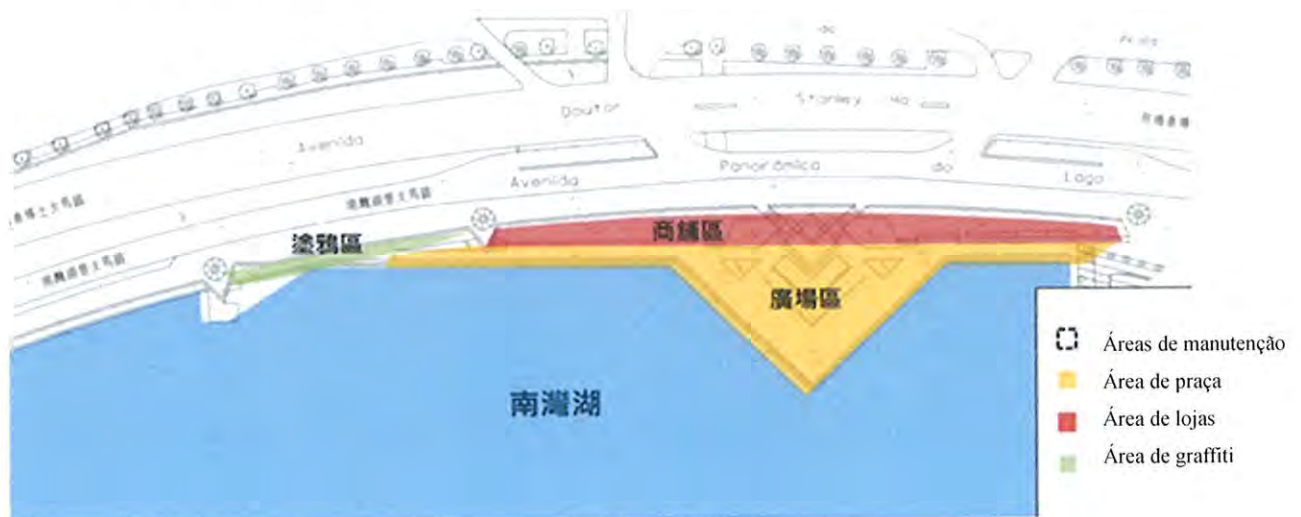 Avenida
Doutor
Stanley
Avenida
Panorâmica
do
Lago
塗鴉區
商舖區
廣場區
南灣湖
Áreas de manutenção
Área de praça
Área de lojas
Área de graffiti